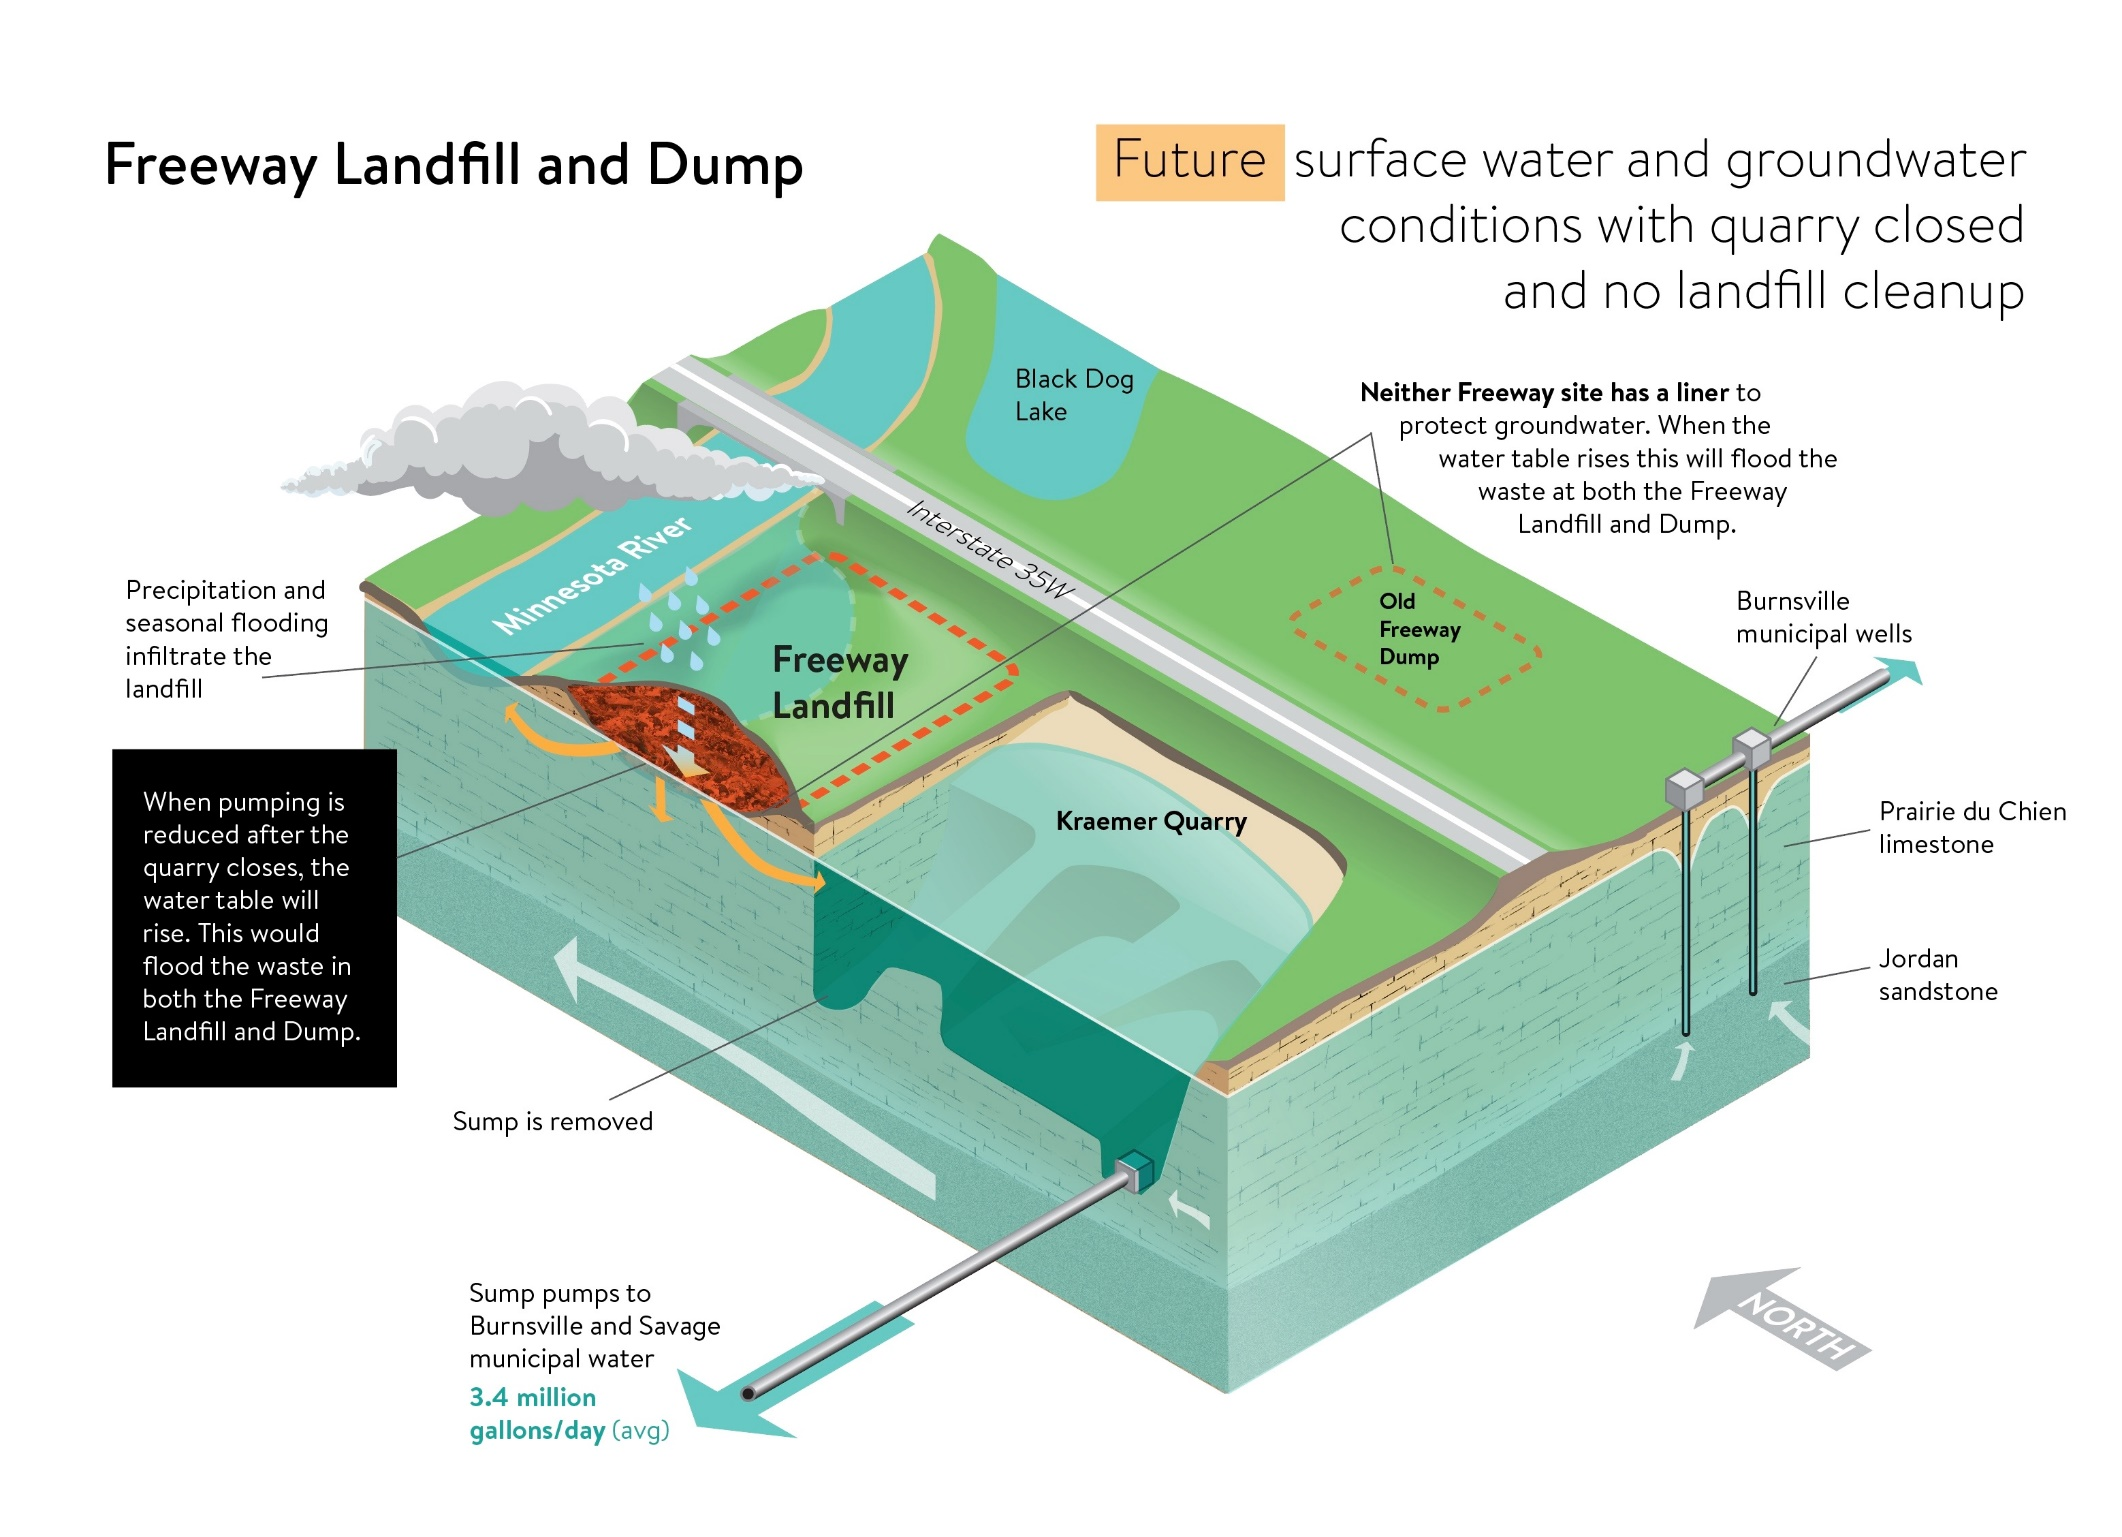 Freeway Landfill and Dump
Future surface water and groundwater
conditions with quarry closed
and no landfill cleanup
Black Dog
Lake
Neither Freeway site has a liner to
protect groundwater. When the
water table rises this will flood the
waste at both the Freeway
Landfill and Dump.
Interstate 35W
Minnesota River
Precipitation and
seasonal flooding
infiltrate the
landfill
Freeway
Landfill
Old
Freeway
Dump
Burnsville
municipal wells
When pumping is
reduced after the
quarry closes, the
water table will
rise. This would
flood the waste in
both the Freeway
Landfill and Dump.
Kraemer Quarry
Prairie du Chien
limestone
Jordan
sandstone
Sump is removed
Sump pumps to
Burnsville and Savage
municipal water
3.4 million
gallons/day (avg)
NORTH